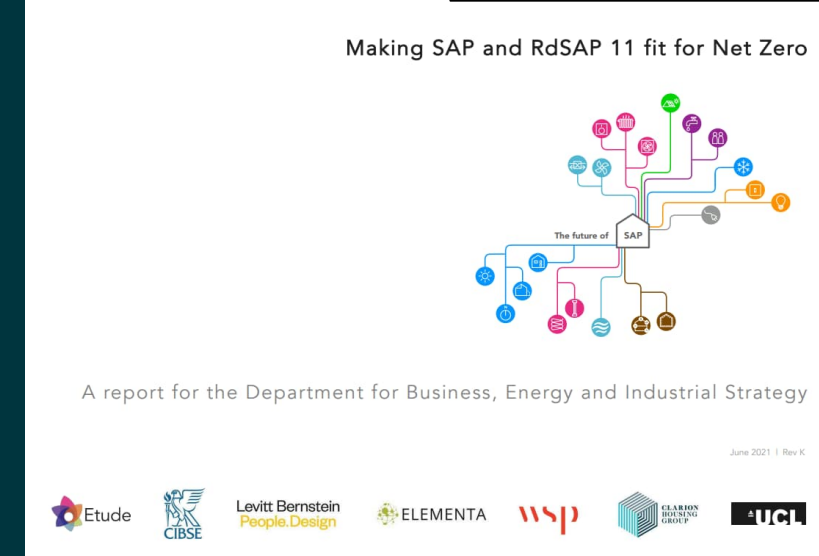 Making SAP and RdSAP 11 fit for Net Zero
The future of SAP
A report for the Department for Business, Energy and Industrial Strategy
June 2021 | Rev K
Etude
CIBSE
Levitt Bernstein
People.Design
ELEMENTA
wsp
CLARION
HOUSING
GROUP
UCL